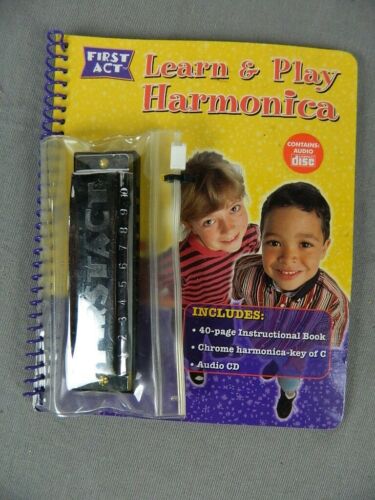 FIRST
ACT
Learn & Play
Harmonica
CONTAINS:
AUDIO
COMPACT
disc
FIRST ACT
1 2 3 4 5 6 7 8 9
INCLUDES:
• 40-page Instructional Book
• Chrome harmonica-key of C
• Audio CD